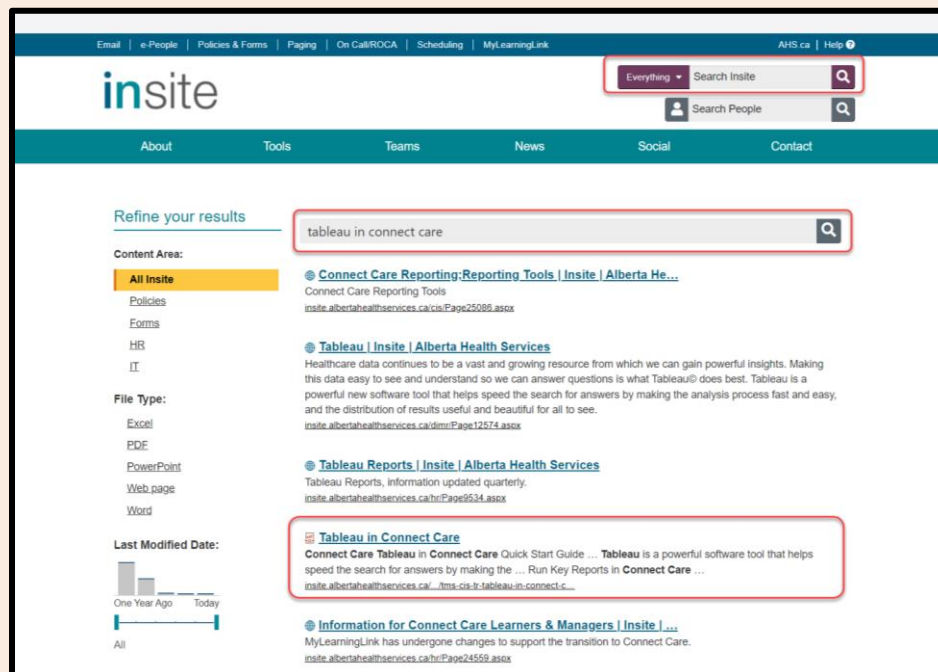 Email | e-People | Policies & Forms | Paging | On Call/ROCA | Scheduling | MyLearningLink AHS.ca | Help
insite
Everything Search Insite
Search People
About Tools Teams News Social Contact
Refine your results
tableau in connect care
Content Area:
All Insite
Policies
Forms
HR
IT
File Type:
Excel
PDF
PowerPoint
Web page
Word
Last Modified Date:
One Year Ago Today
All
Connect Care Reporting;Reporting Tools | Insite | Alberta He...
Connect Care Reporting Tools
insite.albertahealthservices.ca/cis/Page25086.aspx
Tableau | Insite | Alberta Health Services
Healthcare data continues to be a vast and growing resource from which we can gain powerful insights. Making
this data easy to see and understand so we can answer questions is what Tableau© does best. Tableau is a
powerful new software tool that helps speed the search for answers by making the analysis process fast and easy,
and the distribution of results useful and beautiful for all to see.
insite.albertahealthservices.ca/dimr/Page12574.aspx
Tableau Reports | Insite | Alberta Health Services
Tableau Reports, information updated quarterly.
insite.albertahealthservices.ca/hr/Page9534.aspx
Tableau in Connect Care
Connect Care Tableau in Connect Care Quick Start Guide ... Tableau is a powerful software tool that helps
speed the search for answers by making the ... Run Key Reports in Connect Care ...
insite.albertahealthservices.ca/.../tms-cis-tr-tableau-in-connect-c...
Information for Connect Care Learners & Managers | Insite | ...
MyLearningLink has undergone changes to support the transition to Connect Care.
insite.albertahealthservices.ca/hr/Page24559.aspx